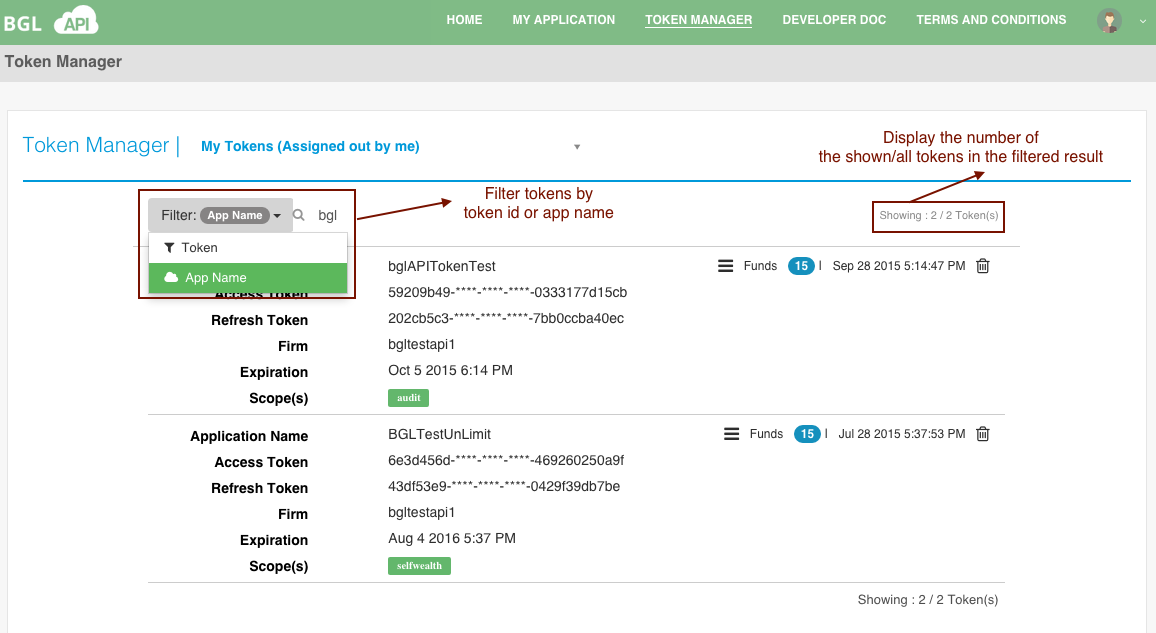 BGL API
HOME MY APPLICATION TOKEN MANAGER DEVELOPER DOC TERMS AND CONDITIONS
Token Manager
Token Manager | My Tokens (Assigned out by me)
Display the number of
the shown/all tokens in the filtered result
Filter: App Name bgl
Filter tokens by
token id or app name
Showing : 2 / 2 Token(s)
Token
App Name
bglAPITokenTest Funds 15 | Sep 28 2015 5:14:47 PM
Access Token 59209b49-****-****-****-0333177d15cb
Refresh Token 202cb5c3-****-****-****-7bb0ccba40ec
Firm bgltestapi1
Expiration Oct 5 2015 6:14 PM
Scope(s) audit
Application Name BGLTestUnLimit Funds 15 | Jul 28 2015 5:37:53 PM
Access Token 6e3d456d-****-****-****-469260250a9f
Refresh Token 43df53e9-****-****-****-0429f39db7be
Firm bgltestapi1
Expiration Aug 4 2016 5:37 PM
Scope(s) selfwealth
Showing : 2 / 2 Token(s)